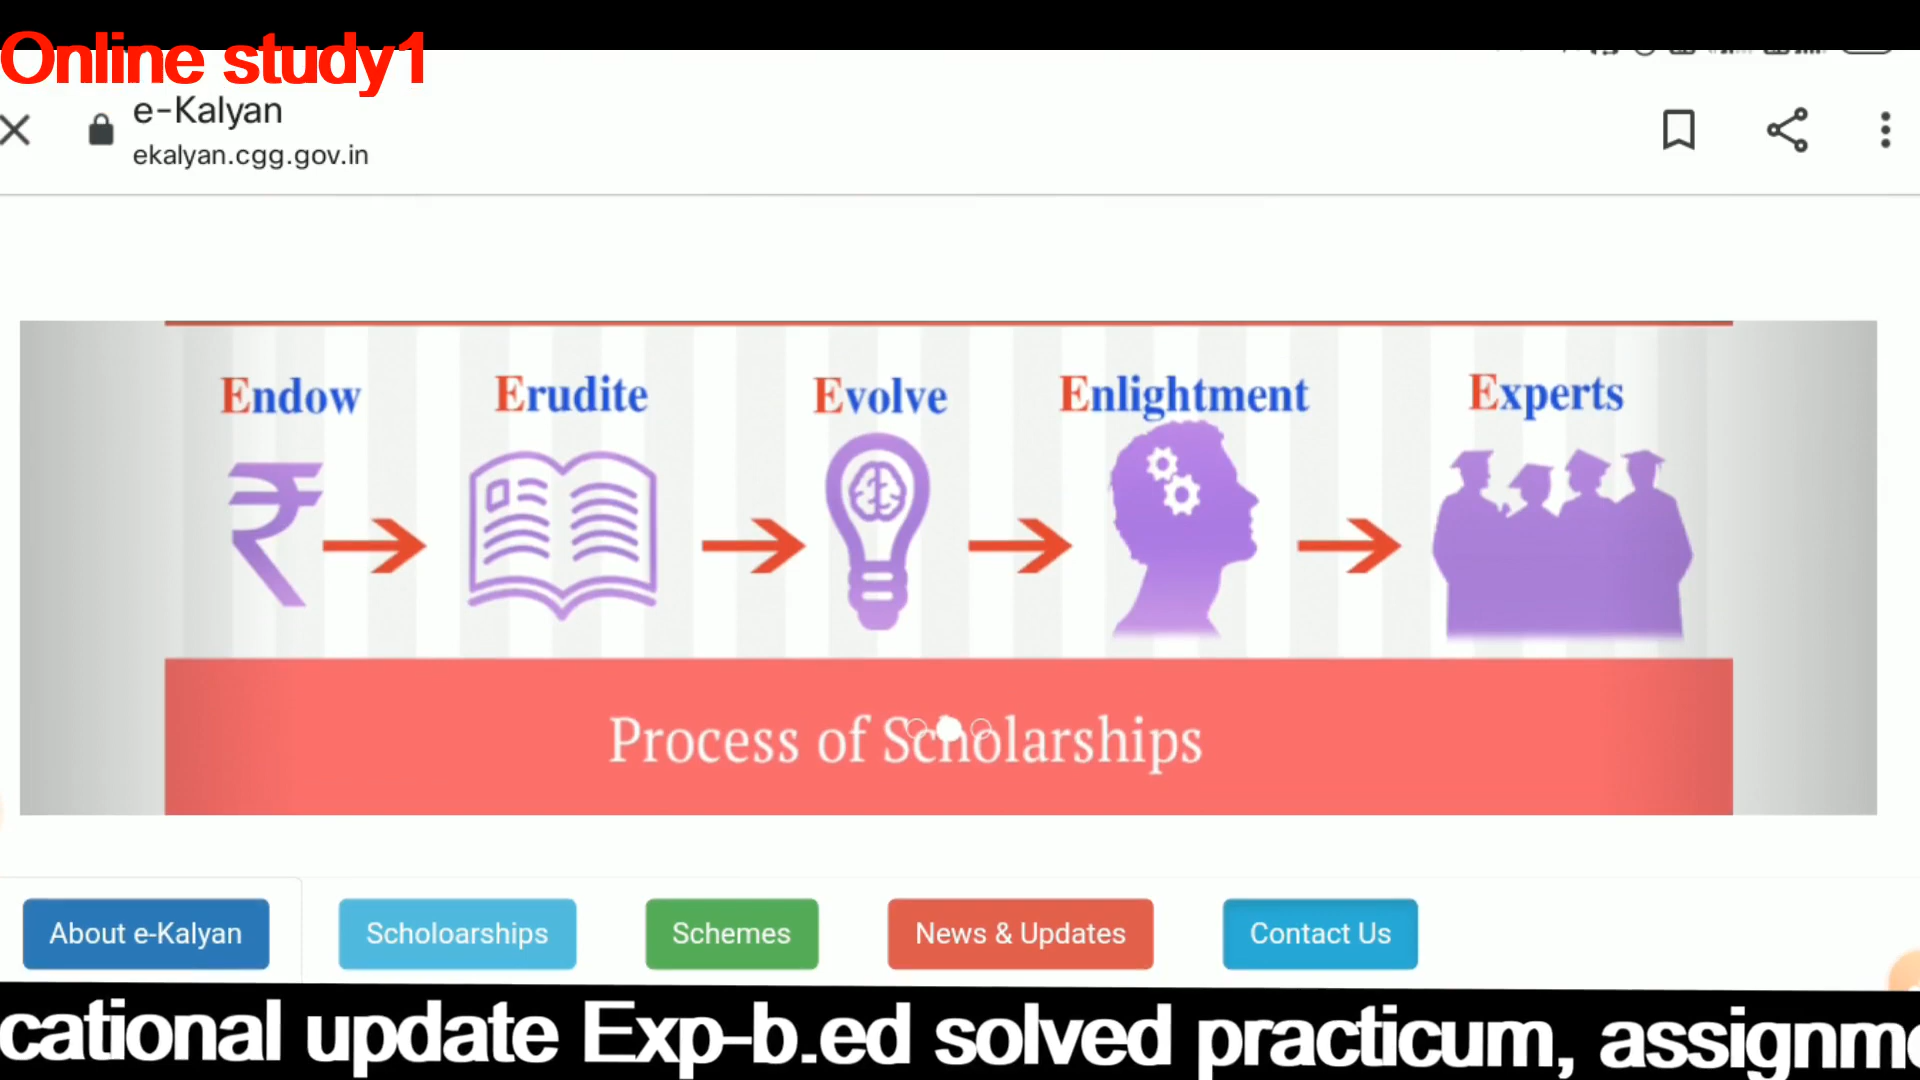 Online study1
e-Kalyan
ekalyan.cgg.gov.in
Endow Erudite Evolve Enlightment Experts
Process of Scholarships
About e-Kalyan Scholoarships Schemes News & Updates Contact Us
cational update Exp-b.ed solved practicum, assignm